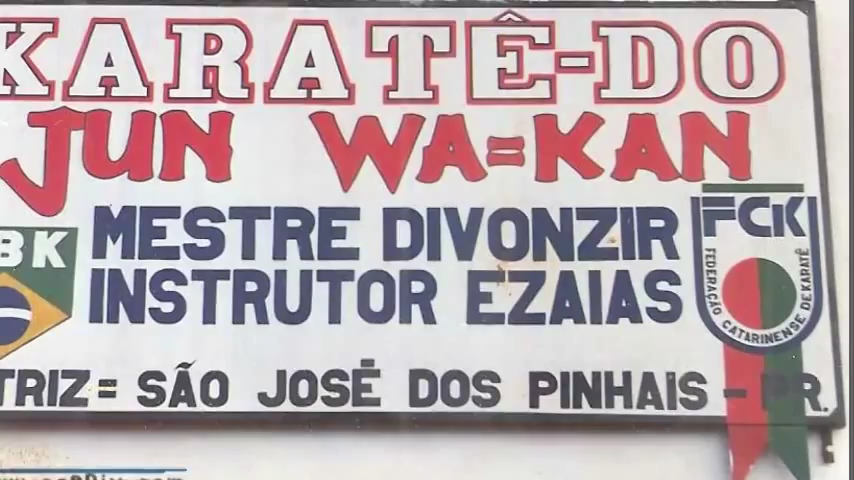 KARATÊ-DO
JUN WA=KAN
BK
MESTRE DIVONZIR
INSTRUTOR EZAIAS
FCK
FEDERAÇÃO CATARINENSE DE KARATÊ
TRIZ= SÃO JOSÉ DOS PINHAIS - PR.